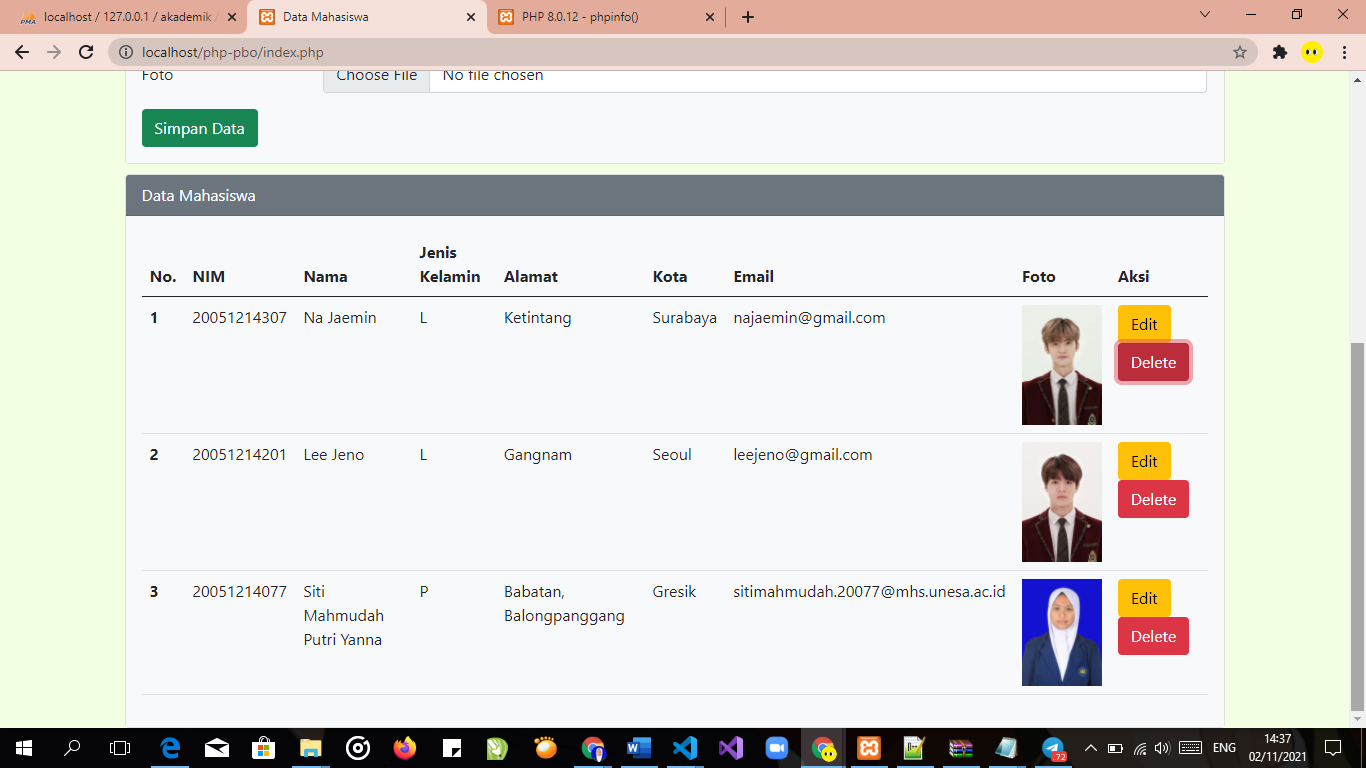 localhost / 127.0.0.1 / akademik /
Data Mahasiswa
PHP 8.0.12 - phpinfo()
localhost/php-pbo/index.php
Foto
Choose File No file chosen
Simpan Data
Data Mahasiswa
No. NIM Nama Jenis Kelamin Alamat Kota Email Foto Aksi
1 20051214307 Na Jaemin L Ketintang Surabaya najaemin@gmail.com Edit
Delete
2 20051214201 Lee Jeno L Gangnam Seoul leejeno@gmail.com Edit
Delete
3 20051214077 Siti Mahmudah Putri Yanna P Babatan, Balongpanggang Gresik sitimahmudah.20077@mhs.unesa.ac.id Edit
Delete
72
ENG
14:37
02/11/2021